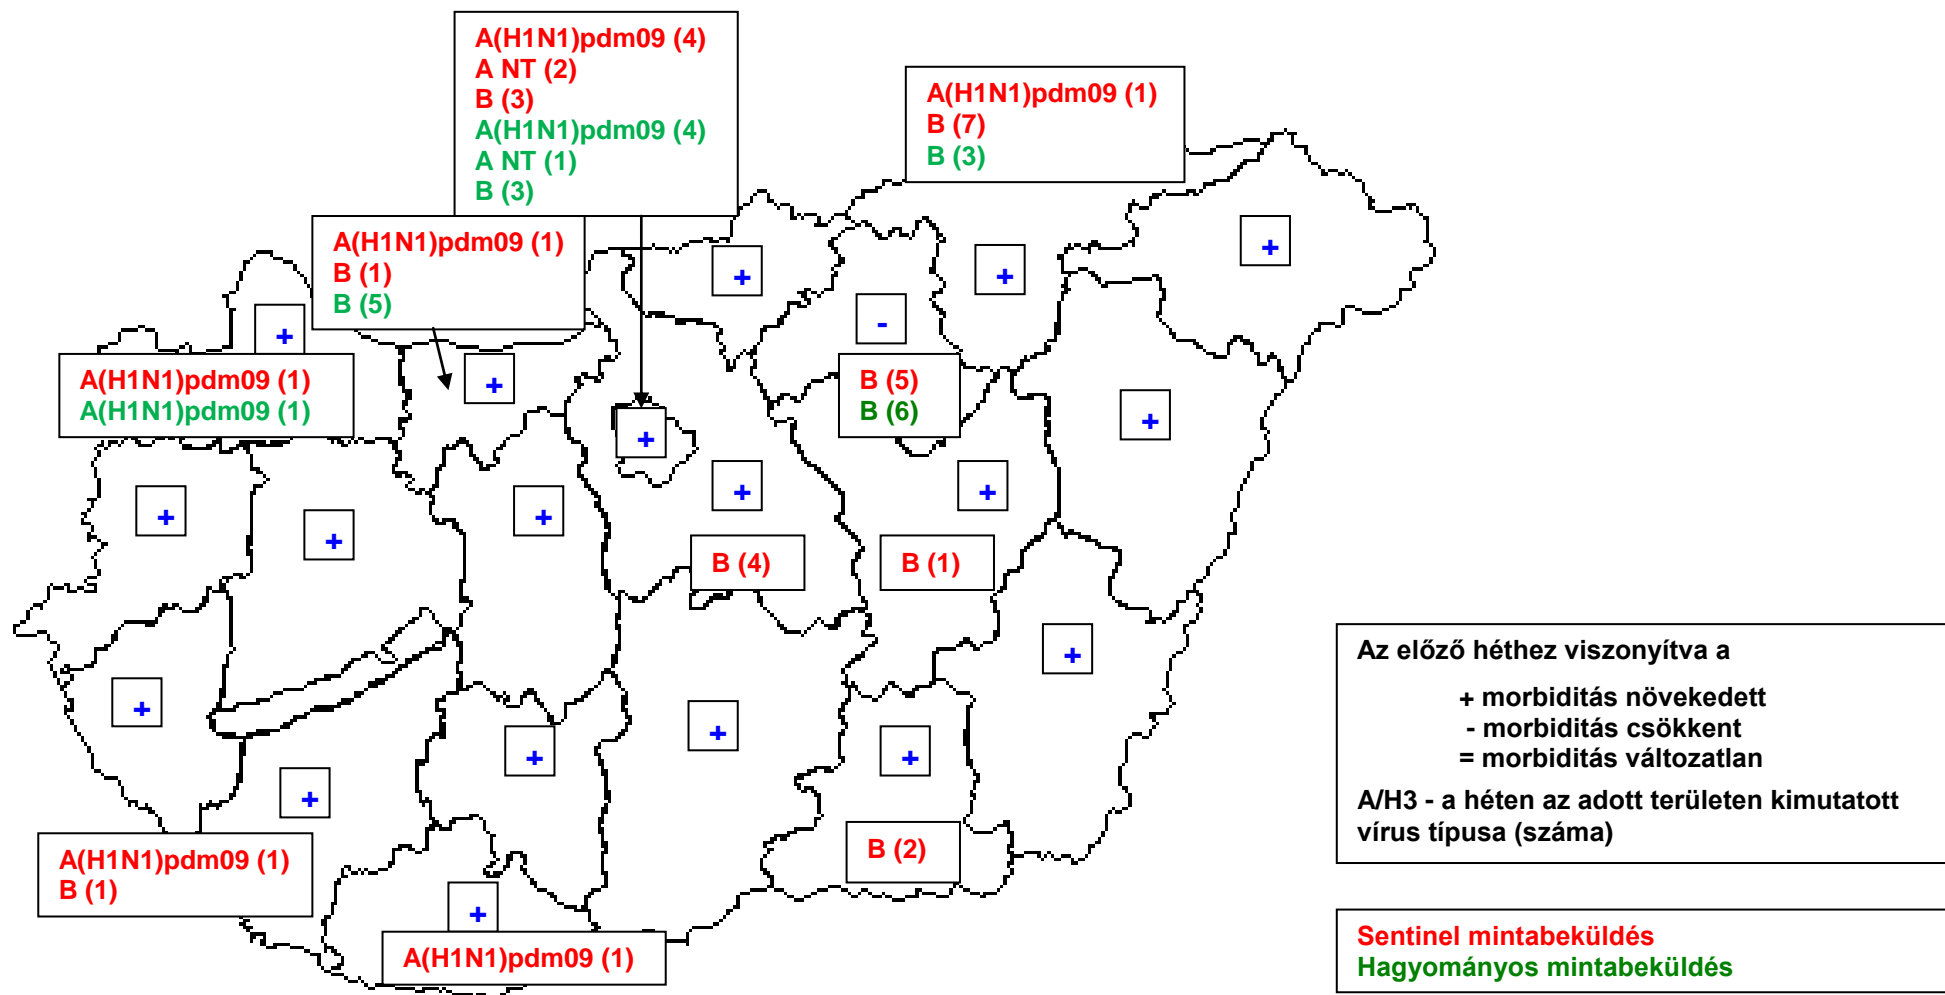 A(H1N1)pdm09 (4)
A NT (2)
B (3)
A(H1N1)pdm09 (4)
A NT (1)
B (3)
A(H1N1)pdm09 (1)
B (7)
B (3)
A(H1N1)pdm09 (1)
B (1)
B (5)
+
+
+
+
-
+
A(H1N1)pdm09 (1)
A(H1N1)pdm09 (1)
+
B (5)
B (6)
+
+
+
+
+
+
+
B (4)
B (1)
+
+
+
+
+
+
A(H1N1)pdm09 (1)
B (1)
B (2)
+
A(H1N1)pdm09 (1)
Az előző héthez viszonyítva a
+ morbiditás növekedett
- morbiditás csökkent
= morbiditás változatlan
A/H3 - a héten az adott területen kimutatott
vírus típusa (száma)
Sentinel mintabeküldés
Hagyományos mintabeküldés